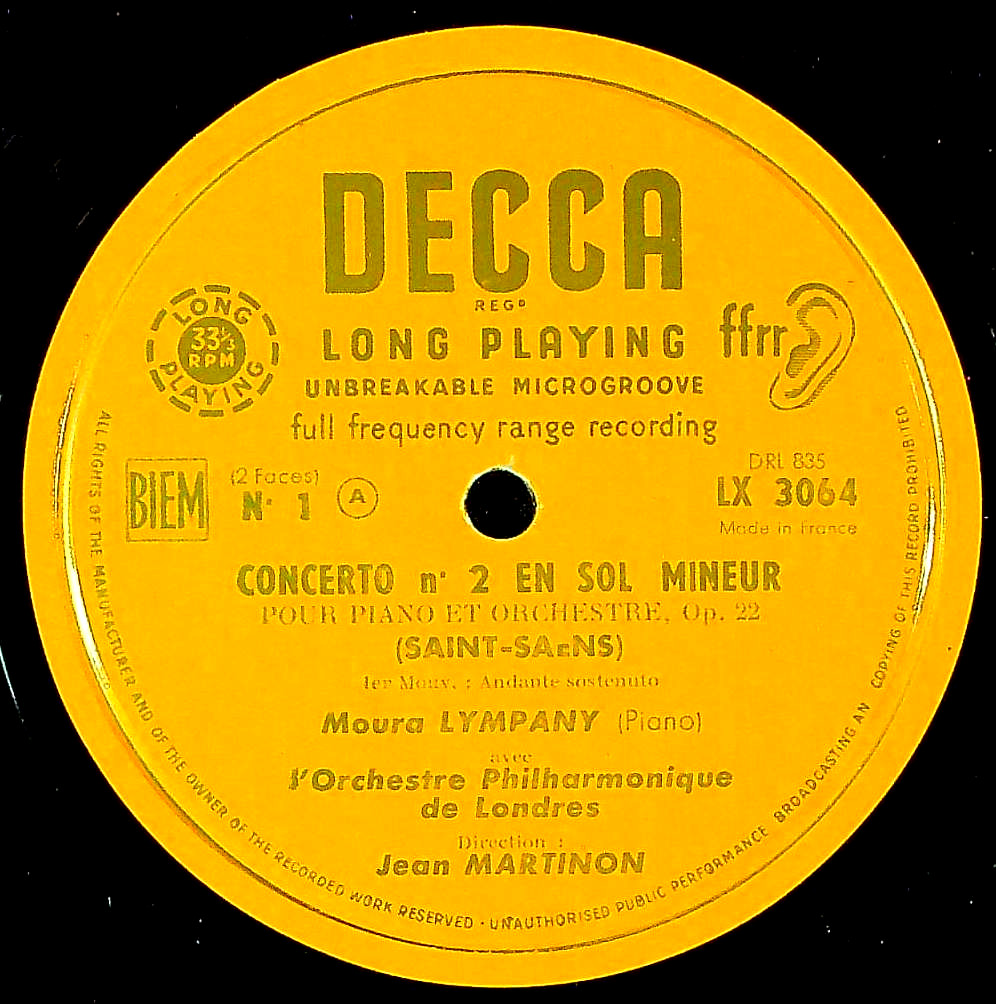 DECCA
REGD
LONG PLAYING
33 1/3
RPM
LONG PLAYING
UNBREAKABLE MICROGROOVE
ffrr
full frequency range recording
BIEM
(2 Faces)
N° 1
A
DRL 835
LX 3064
Made in France
CONCERTO n° 2 EN SOL MINEUR
POUR PIANO ET ORCHESTRE, Op. 22
(SAINT-SAENS)
1er Mouv. : Andante sostenuto
Moura LYMPANY (Piano)
avec
l'Orchestre Philharmonique
de Londres
Direction :
Jean MARTINON
ALL RIGHTS OF THE MANUFACTURER AND OF THE OWNER OF THE RECORDED WORK RESERVED · UNAUTHORISED PUBLIC PERFORMANCE BROADCASTING AN COPYING OF THIS RECORD PROHIBITED